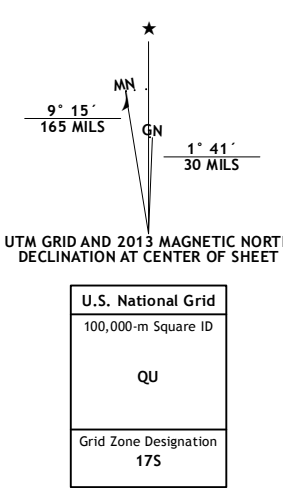 ★
MN
9° 15´
165 MILS
GN
1° 41´
30 MILS
UTM GRID AND 2013 MAGNETIC NORT
DECLINATION AT CENTER OF SHEET
U.S. National Grid
100,000-m Square ID
QU
Grid Zone Designation
17S